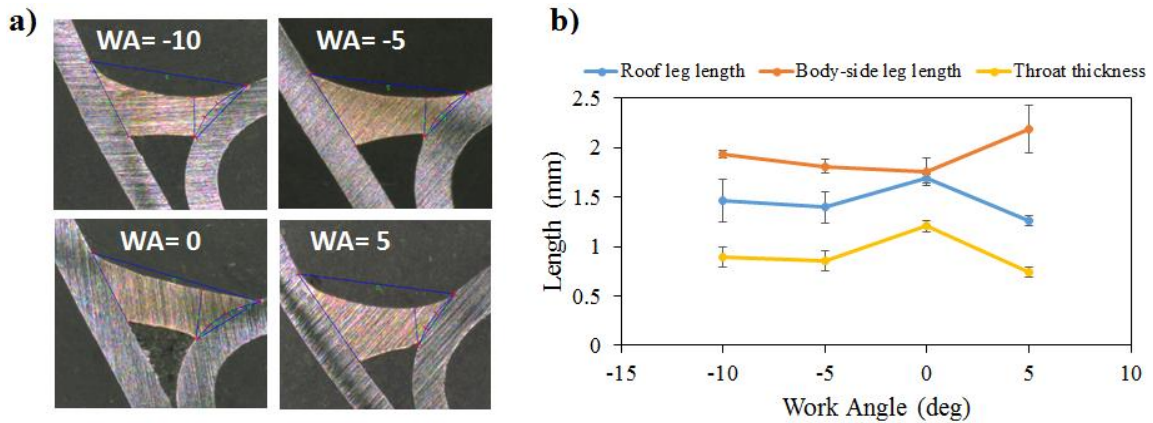 a)
WA= -10
WA= -5
WA= 0
WA= 5
b)
Roof leg length
Body-side leg length
Throat thickness
2.5
2
1.5
1
0.5
0
Length (mm)
-15
-10
-5
0
5
10
Work Angle (deg)